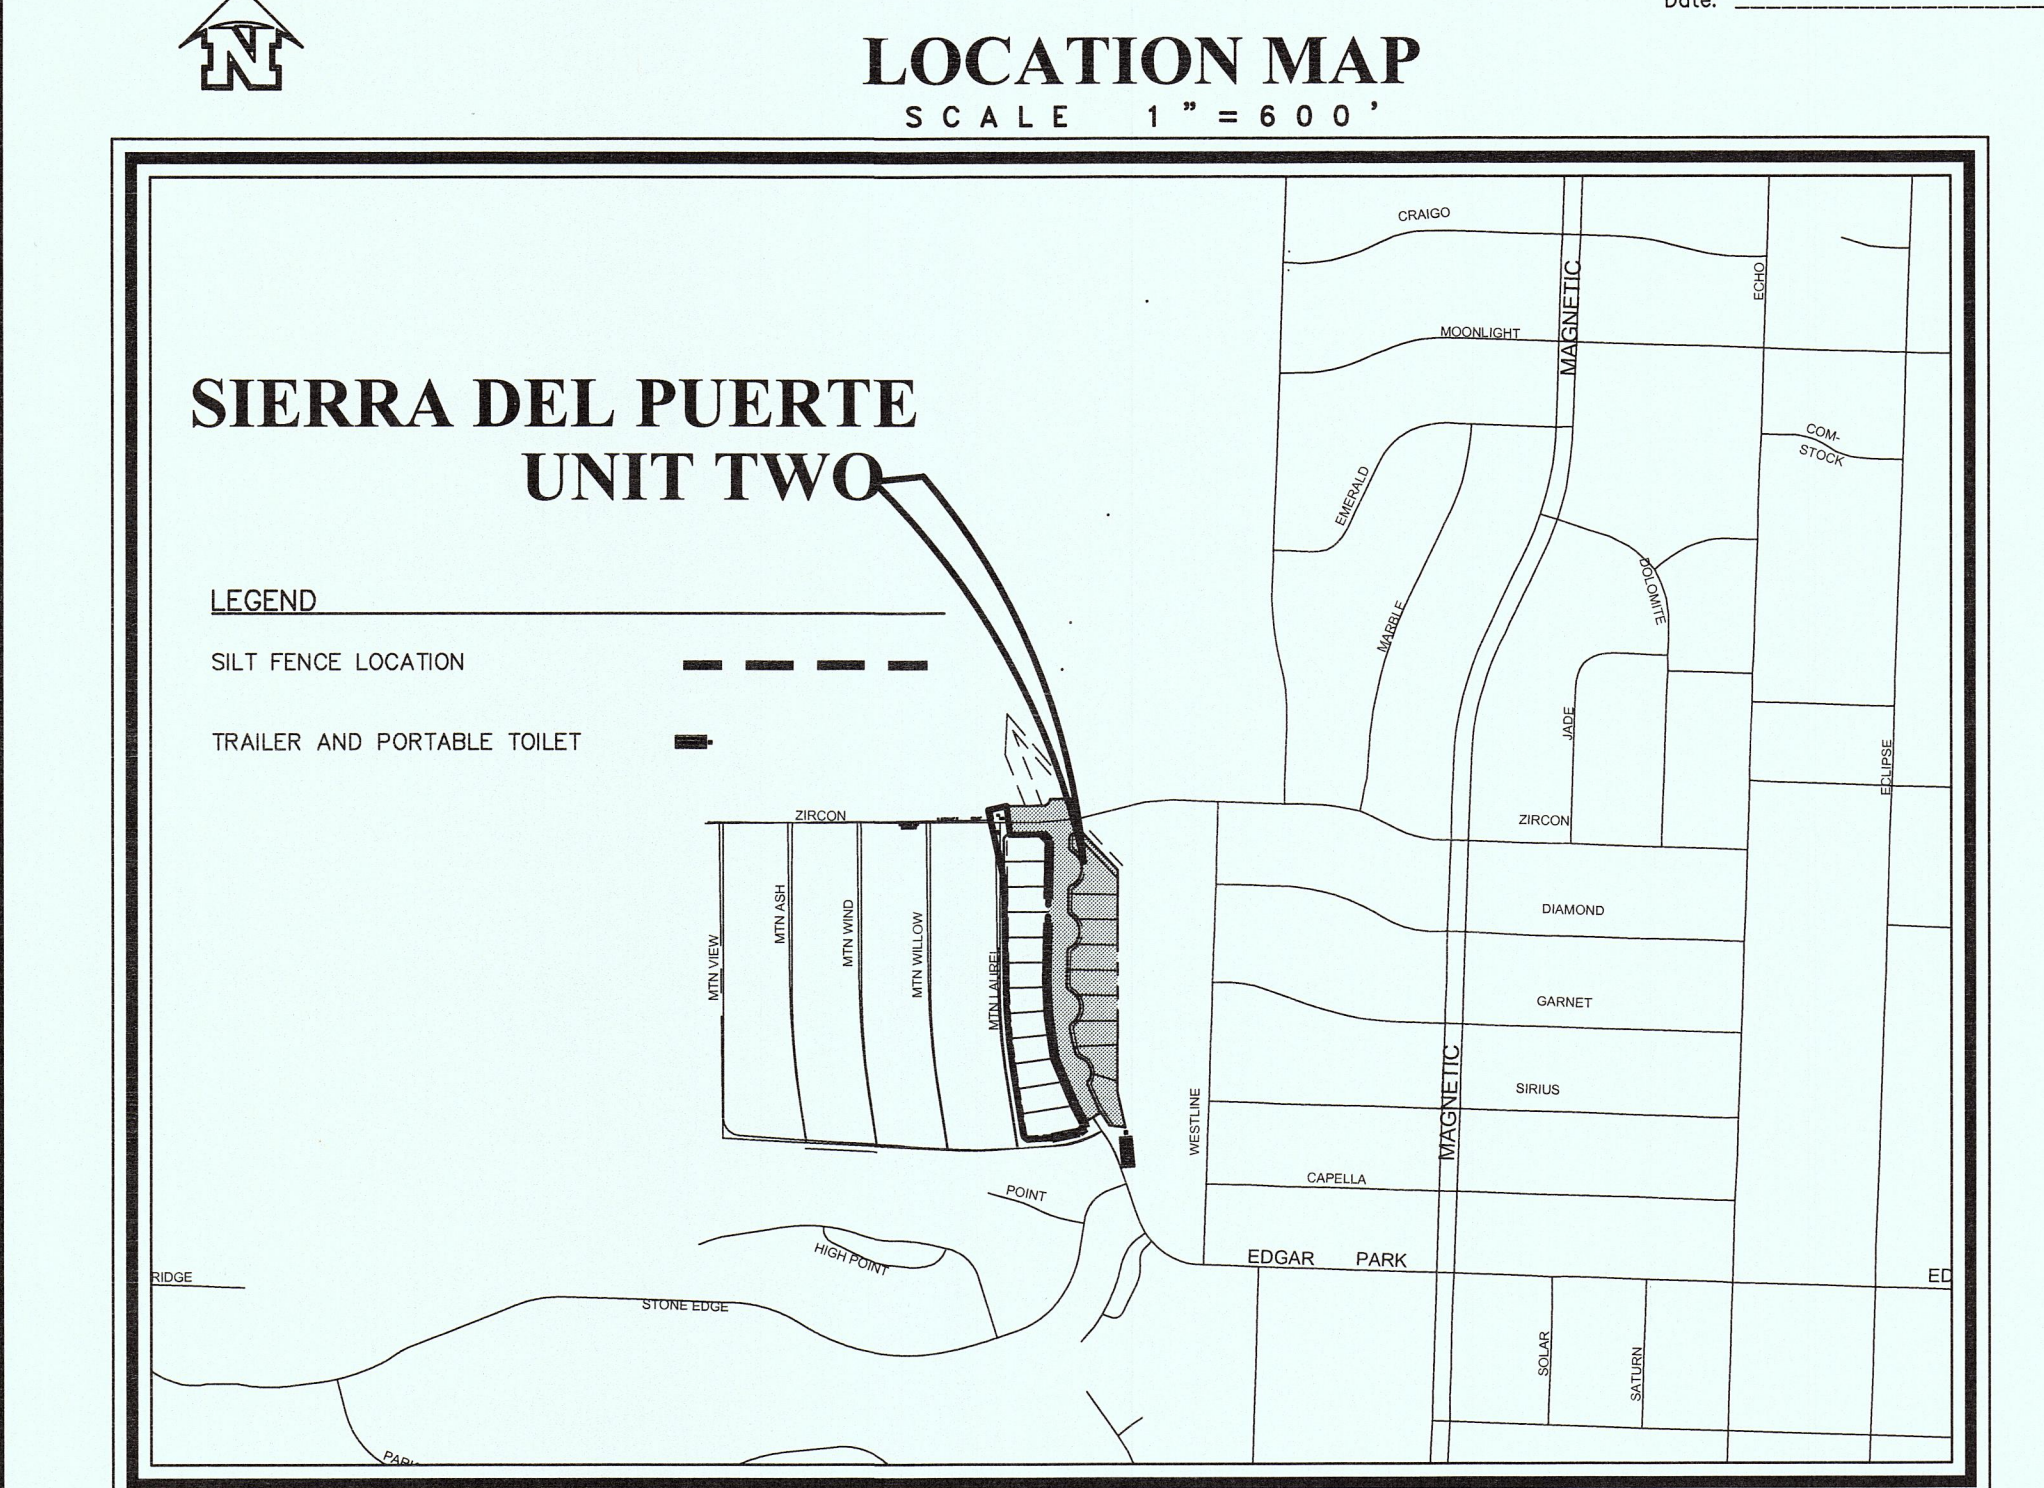 Date:
N
LOCATION MAP
SCALE 1"=600'
CRAIGO
ECHO
MAGNETIC
MOONLIGHT
SIERRA DEL PUERTE
UNIT TWO
COM-
STOCK
EMERALD
DOLOMITE
MARBLE
LEGEND
SILT FENCE LOCATION
TRAILER AND PORTABLE TOILET
JADE
ECLIPSE
ZIRCON
ZIRCON
MTN VIEW
MTN ASH
MTN WIND
MTN WILLOW
MTN LAUREL
DIAMOND
GARNET
SIRIUS
MAGNETIC
WESTLINE
CAPELLA
POINT
HIGH POINT
EDGAR PARK
ED
RIDGE
STONE EDGE
SOLAR
SATURN
PARK